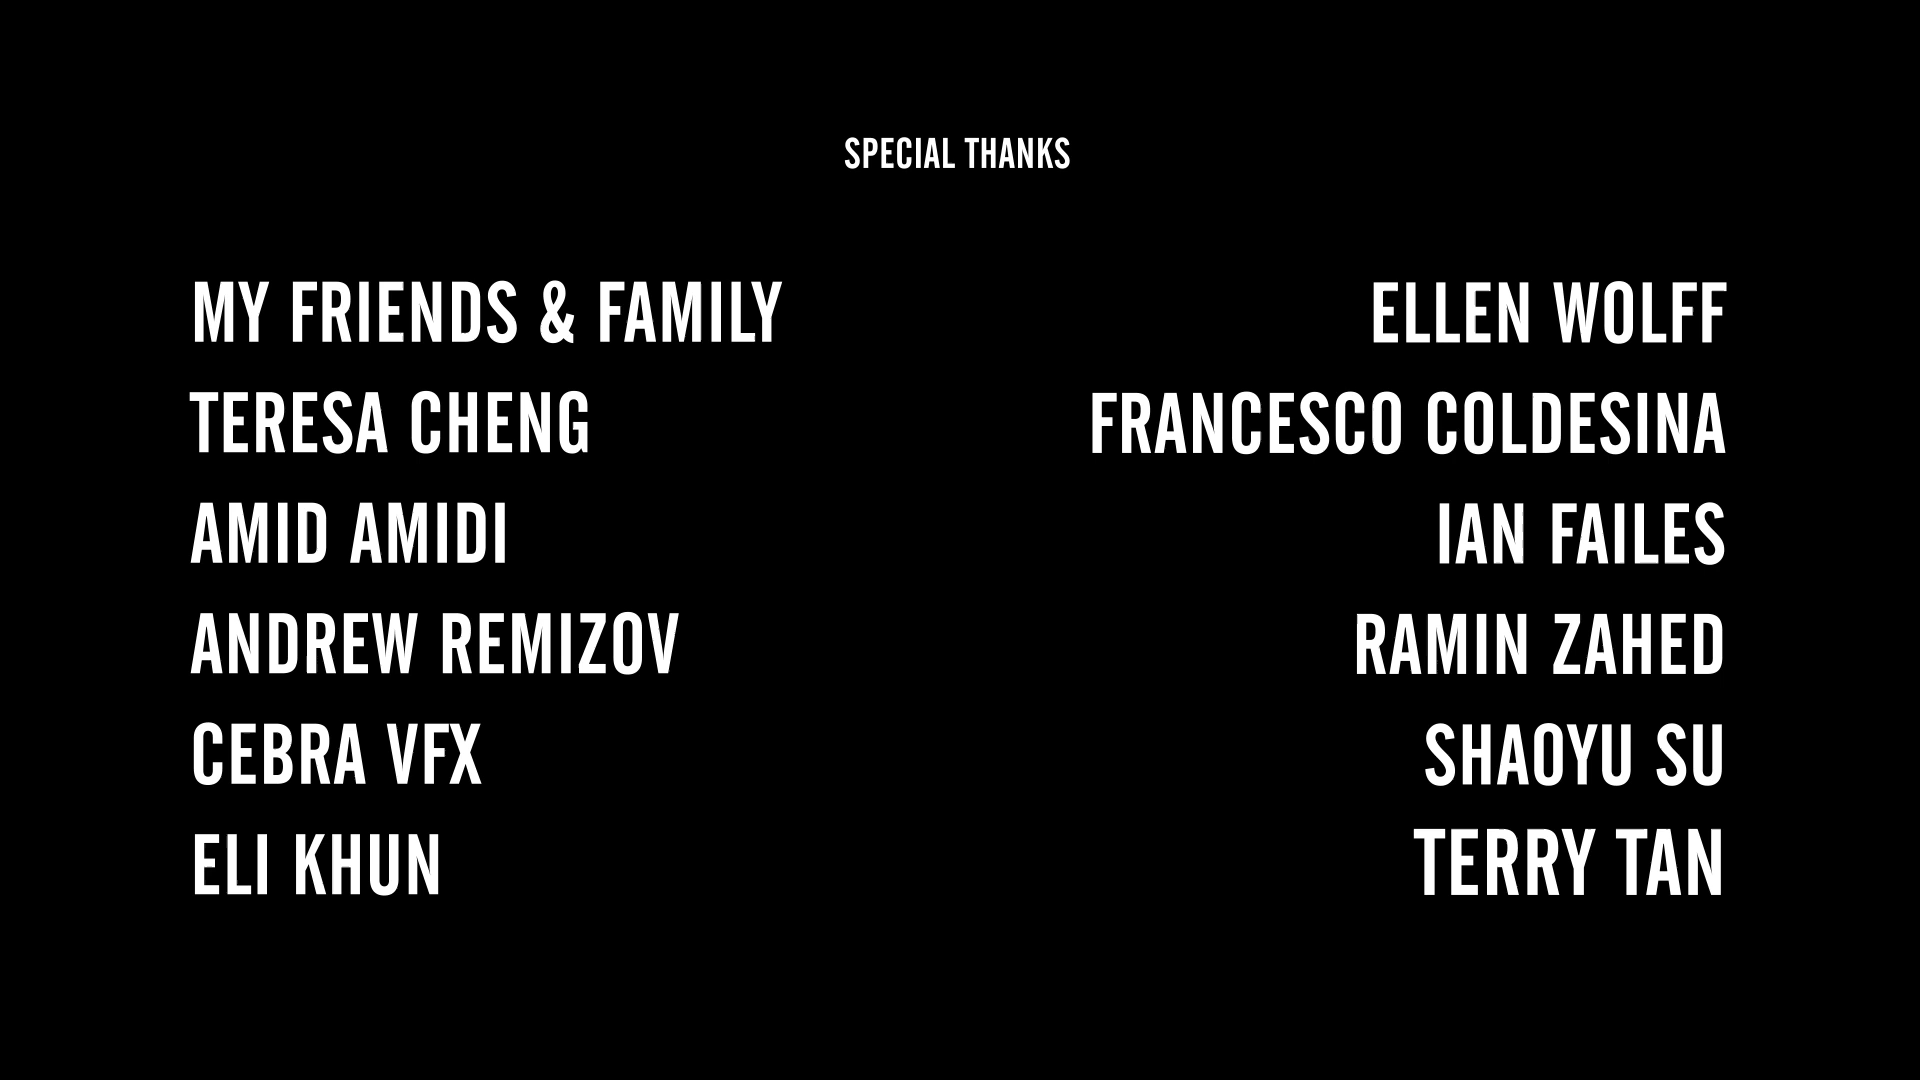 SPECIAL THANKS
MY FRIENDS & FAMILY
TERESA CHENG
AMID AMIDI
ANDREW REMIZOV
CEBRA VFX
ELI KHUN
ELLEN WOLFF
FRANCESCO COLDESINA
IAN FAILES
RAMIN ZAHED
SHAOYU SU
TERRY TAN